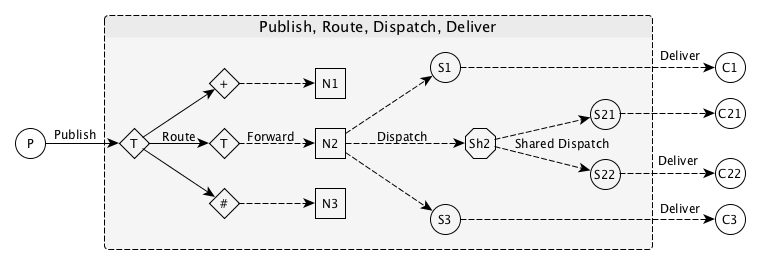 Publish, Route, Dispatch, Deliver
S1
Deliver
C1
+
N1
S21
C21
P
Publish
T
Route
T
Forward
N2
Dispatch
Sh2
Shared Dispatch
S22
Deliver
C22
#
N3
S3
Deliver
C3